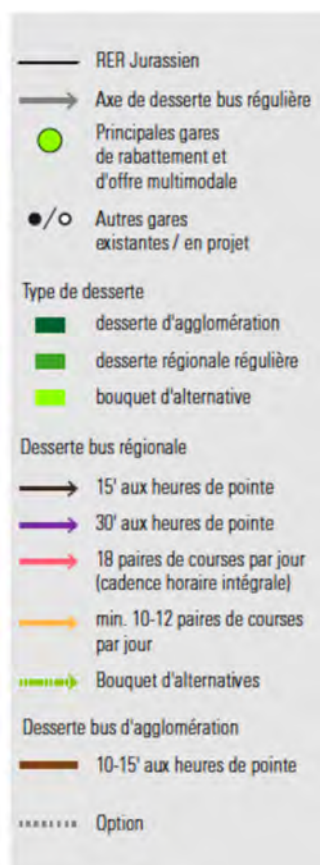 RER Jurassien
Axe de desserte bus régulière
Principales gares
de rabattement et
d'offre multimodale
Autres gares
existantes / en projet
Type de desserte
desserte d'agglomération
desserte régionale régulière
bouquet d'alternative
Desserte bus régionale
15' aux heures de pointe
30' aux heures de pointe
18 paires de courses par jour
(cadence horaire intégrale)
min. 10-12 paires de courses
par jour
Bouquet d'alternatives
Desserte bus d'agglomération
10-15' aux heures de pointe
Option